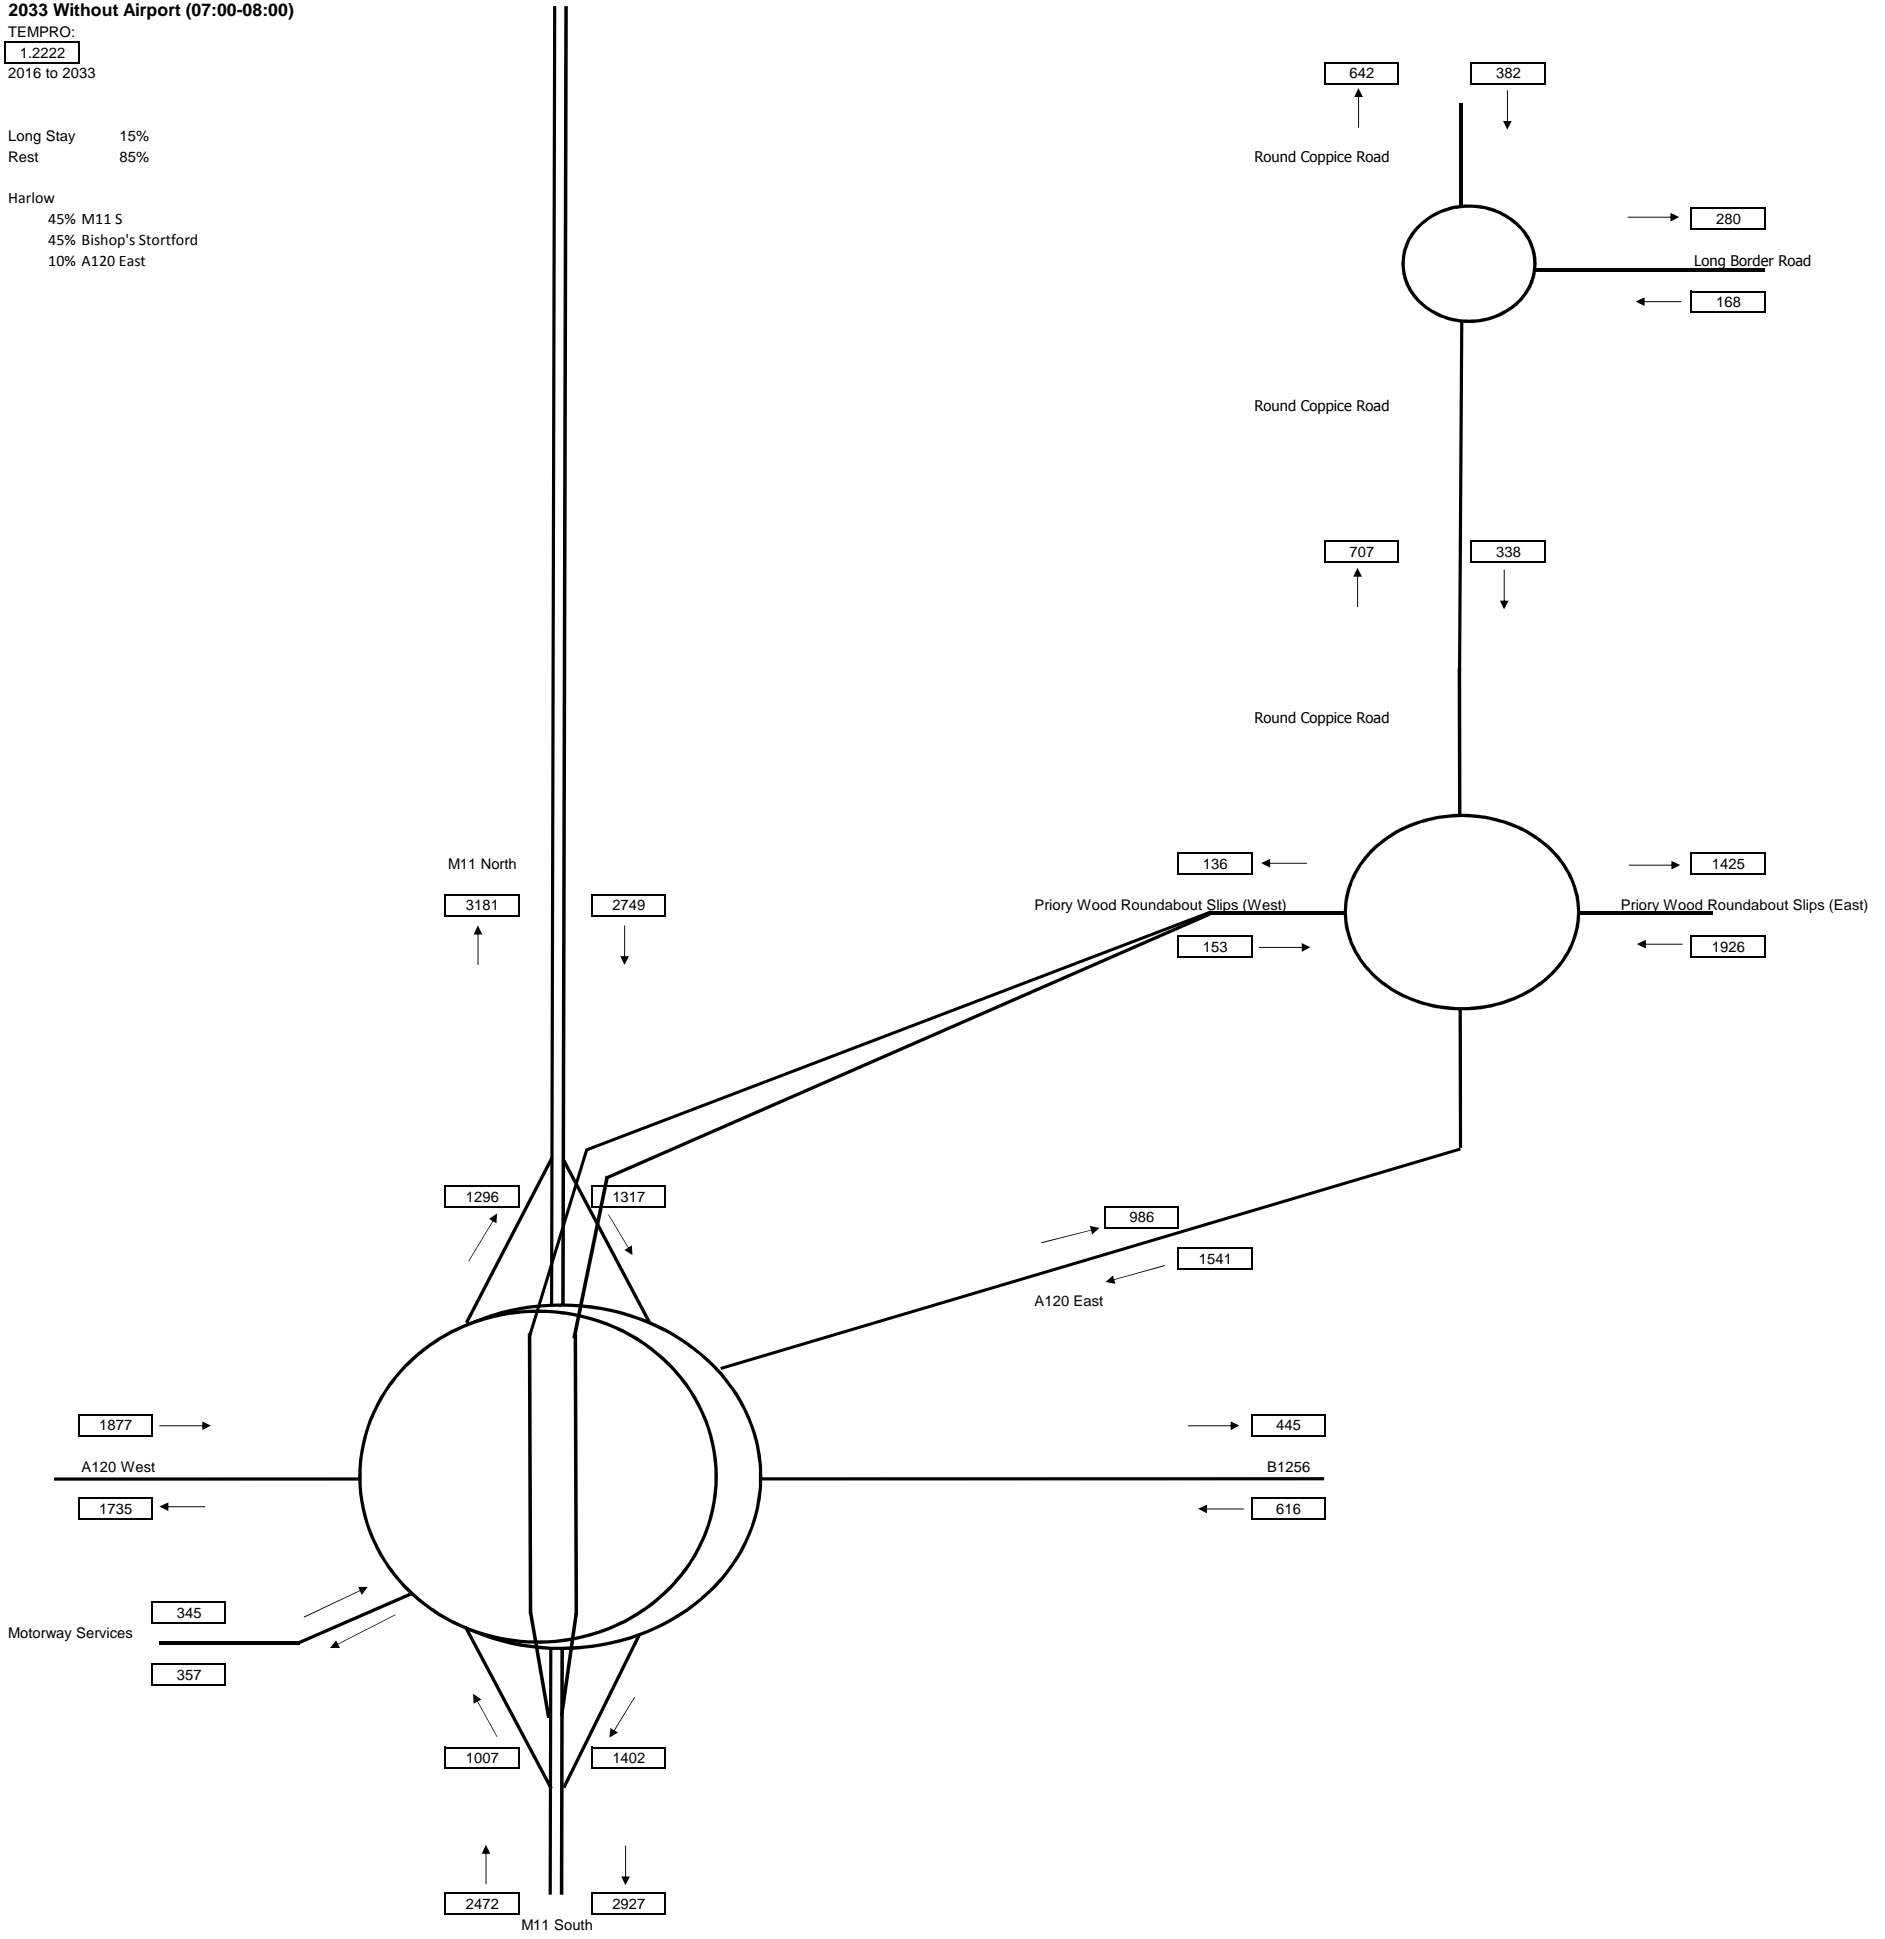 2033 Without Airport (07:00-08:00)
TEMPRO:
1.2222
2016 to 2033
642 382
Long Stay 15%
Rest 85%
Round Coppice Road
Harlow
45% M11 S
45% Bishop's Stortford
10% A120 East
280
Long Border Road
168
Round Coppice Road
707 338
Round Coppice Road
M11 North
136
1425
3181 2749
Priory Wood Roundabout Slips (West)
Priory Wood Roundabout Slips (East)
153
1926
1296 1317
986
1541
A120 East
1877
445
A120 West
B1256
1735
616
345
Motorway Services
357
1007 1402
2472 2927
M11 South